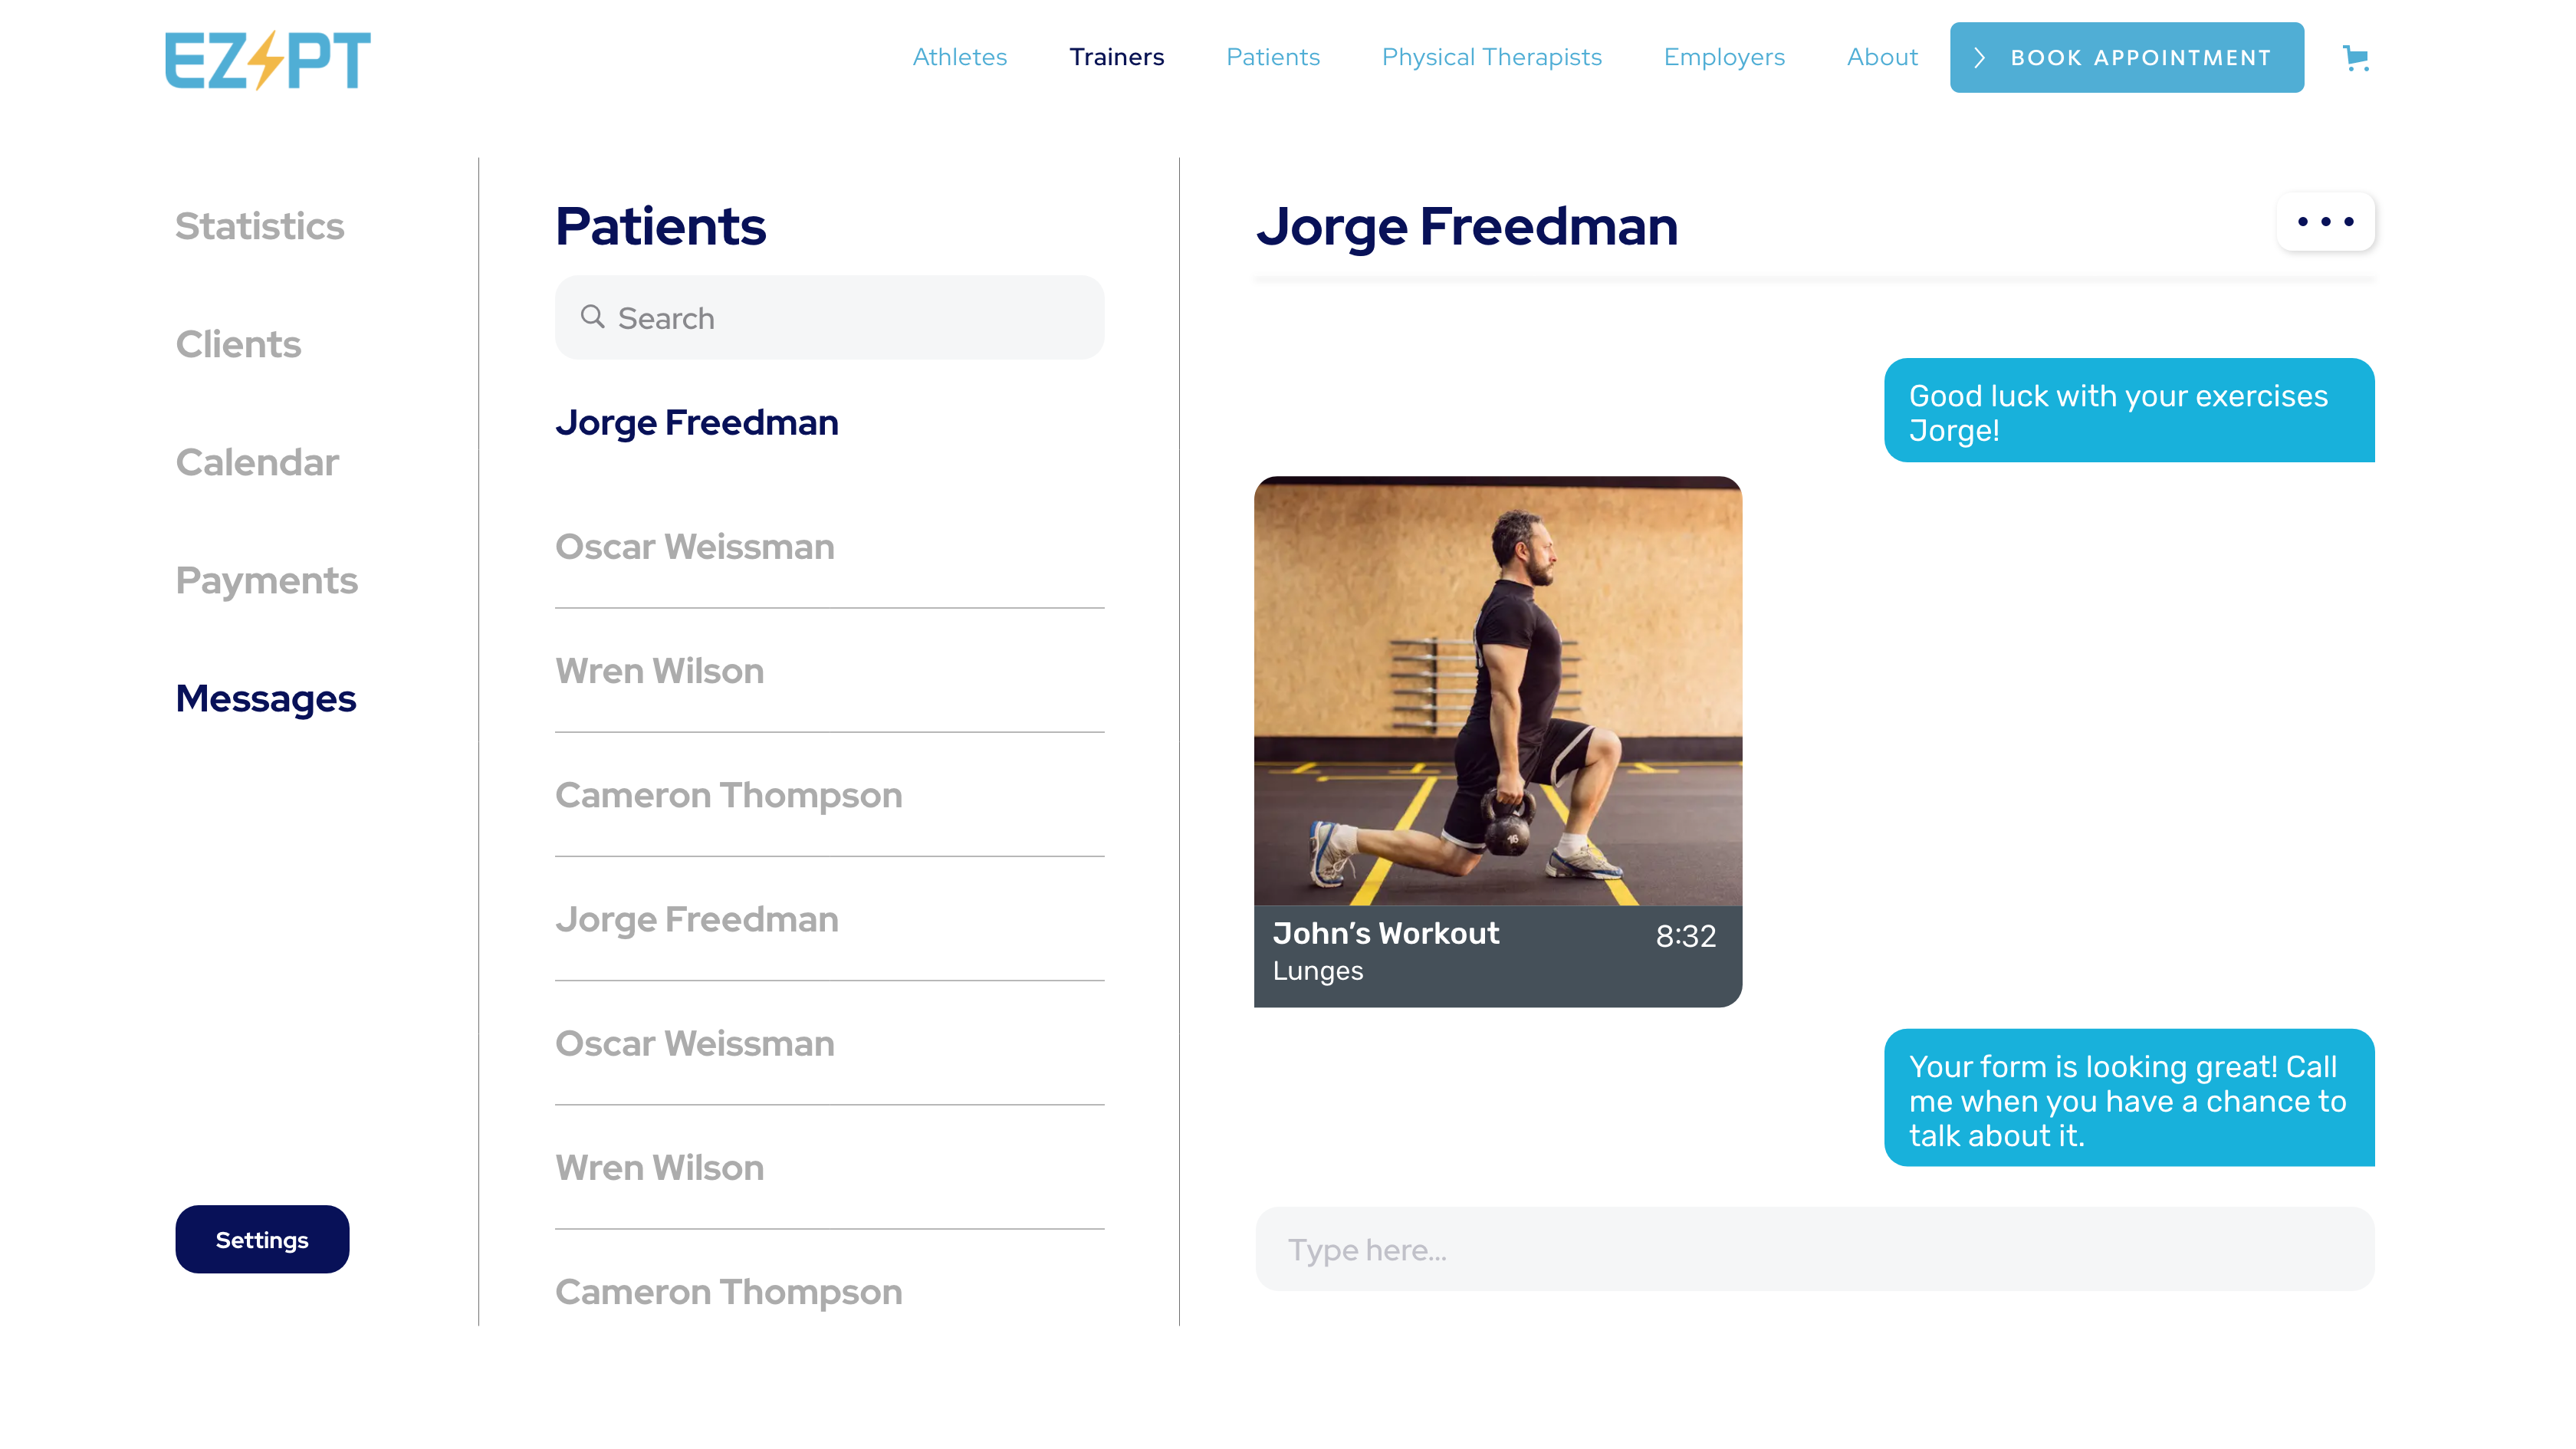 EZ PT
Athletes
Trainers
Patients
Physical Therapists
Employers
About
BOOK APPOINTMENT
Statistics
Clients
Calendar
Payments
Messages
Settings
Patients
Search
Jorge Freedman
Oscar Weissman
Wren Wilson
Cameron Thompson
Jorge Freedman
Oscar Weissman
Wren Wilson
Cameron Thompson
Jorge Freedman
Good luck with your exercises
Jorge!
16
John’s Workout
8:32
Lunges
Your form is looking great! Call
me when you have a chance to
talk about it.
Type here...